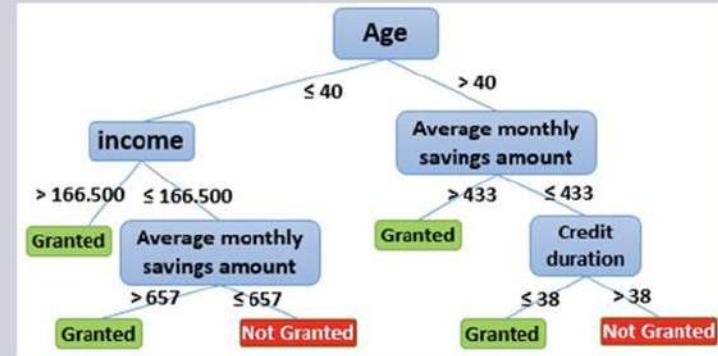 Age
≤ 40
> 40
income
Average monthly
savings amount
> 166.500
≤ 166.500
> 433
≤ 433
Granted
Average monthly
savings amount
Granted
Credit
duration
> 657
≤ 657
≤ 38
> 38
Granted
Not Granted
Granted
Not Granted